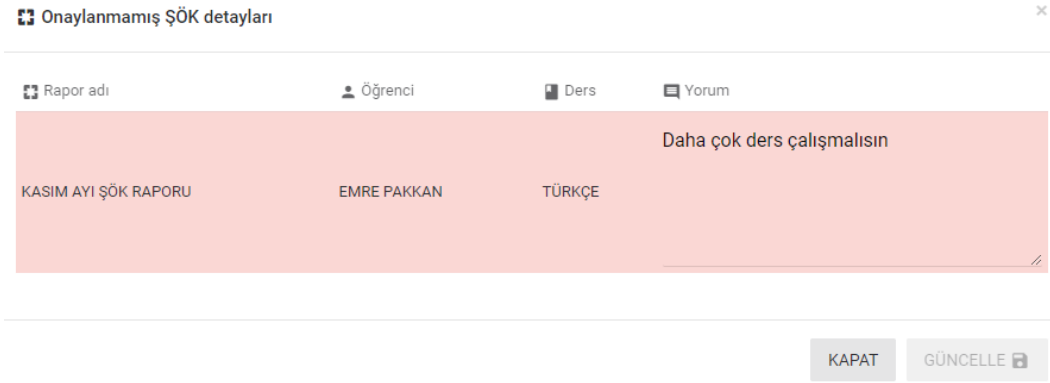 Onaylanmamış ŞÖK detayları
×
Rapor adı Öğrenci Ders Yorum
Daha çok ders çalışmalısın
KASIM AYI ŞÖK RAPORU EMRE PAKKAN TÜRKÇE
KAPAT GÜNCELLE